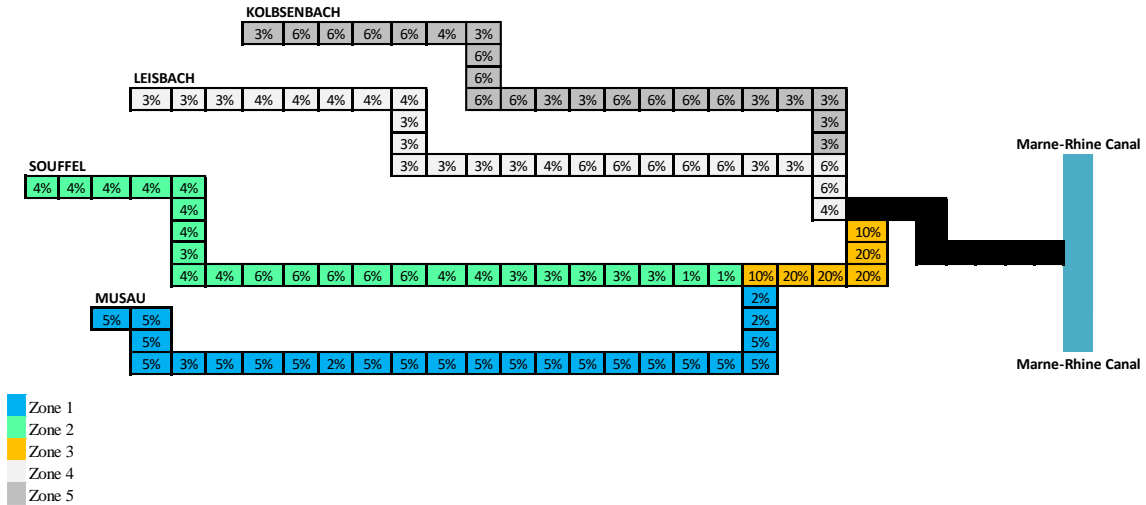 KOLBSENBACH
3% 6% 6% 6% 6% 4% 3%
6%
LEISBACH
6%
3% 3% 3% 4% 4% 4% 4% 4% 6% 6% 3% 3% 6% 6% 6% 6% 3% 3% 3%
3% 3%
3% 3%
Marne-Rhine Canal
SOUFFEL
3% 3% 3% 3% 4% 6% 6% 6% 6% 6% 3% 3% 6%
4% 4% 4% 4% 4% 6%
4% 4%
4% 10%
3% 20%
4% 4% 6% 6% 6% 6% 6% 4% 4% 3% 3% 3% 3% 3% 1% 1% 10% 20% 20% 20%
MUSAU
2%
5% 5% 2%
5% 5%
5% 3% 5% 5% 5% 2% 5% 5% 5% 5% 5% 5% 5% 5% 5% 5% 5% 5%
Marne-Rhine Canal
Zone 1
Zone 2
Zone 3
Zone 4
Zone 5